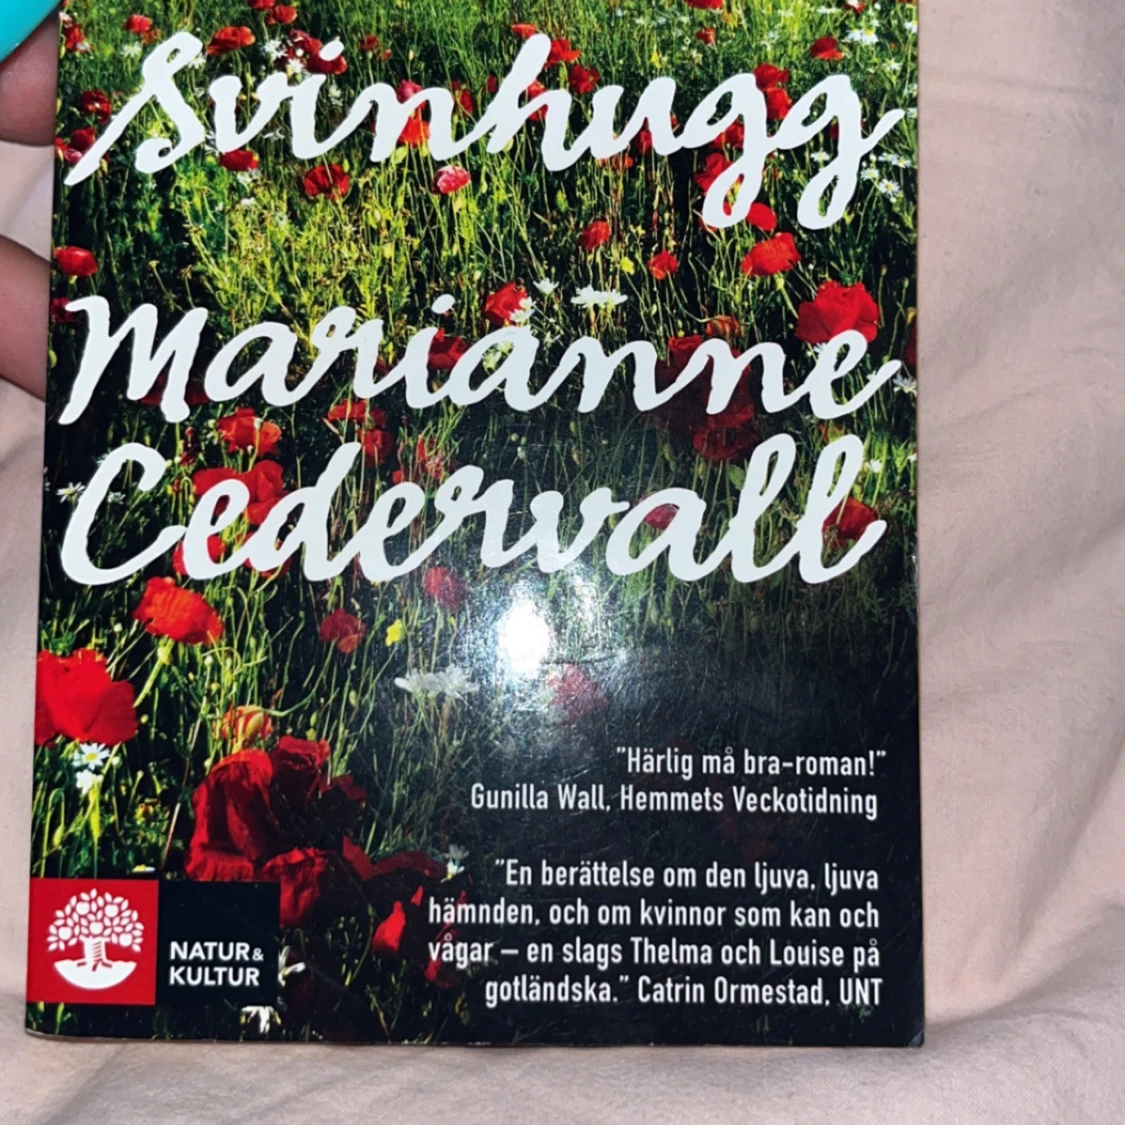 Svinhugg
Marianne
Cedervall
"Härlig må bra-roman!"
Gunilla Wall, Hemmets Veckotidning
"En berättelse om den ljuva, ljuva
hämnden, och om kvinnor som kan och
vågar – en slags Thelma och Louise på
gotländska." Catrin Ormestad, UNT
NATUR&
KULTUR